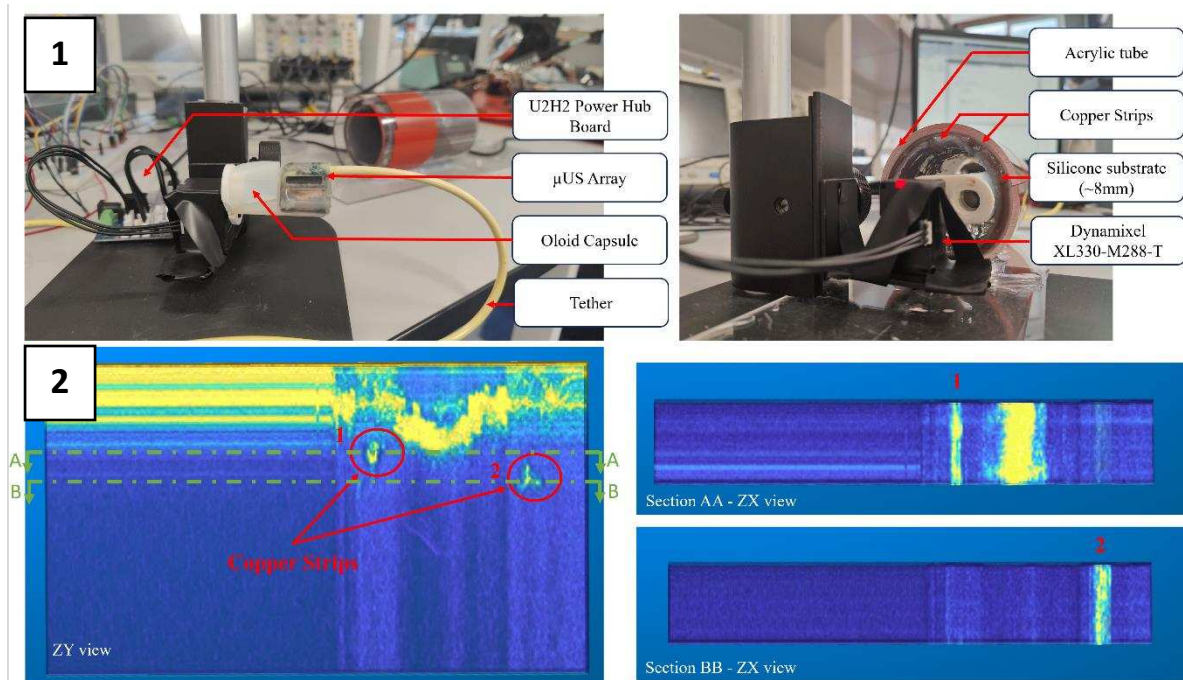 1
U2H2 Power Hub
Board
µUS Array
Oloid Capsule
Tether
Acrylic tube
Copper Strips
Silicone substrate
(~8mm)
Dynamixel
XL330-M288-T
2
1
A
A
2
B
B
Copper Strips
ZY view
1
Section AA - ZX view
2
Section BB - ZX view